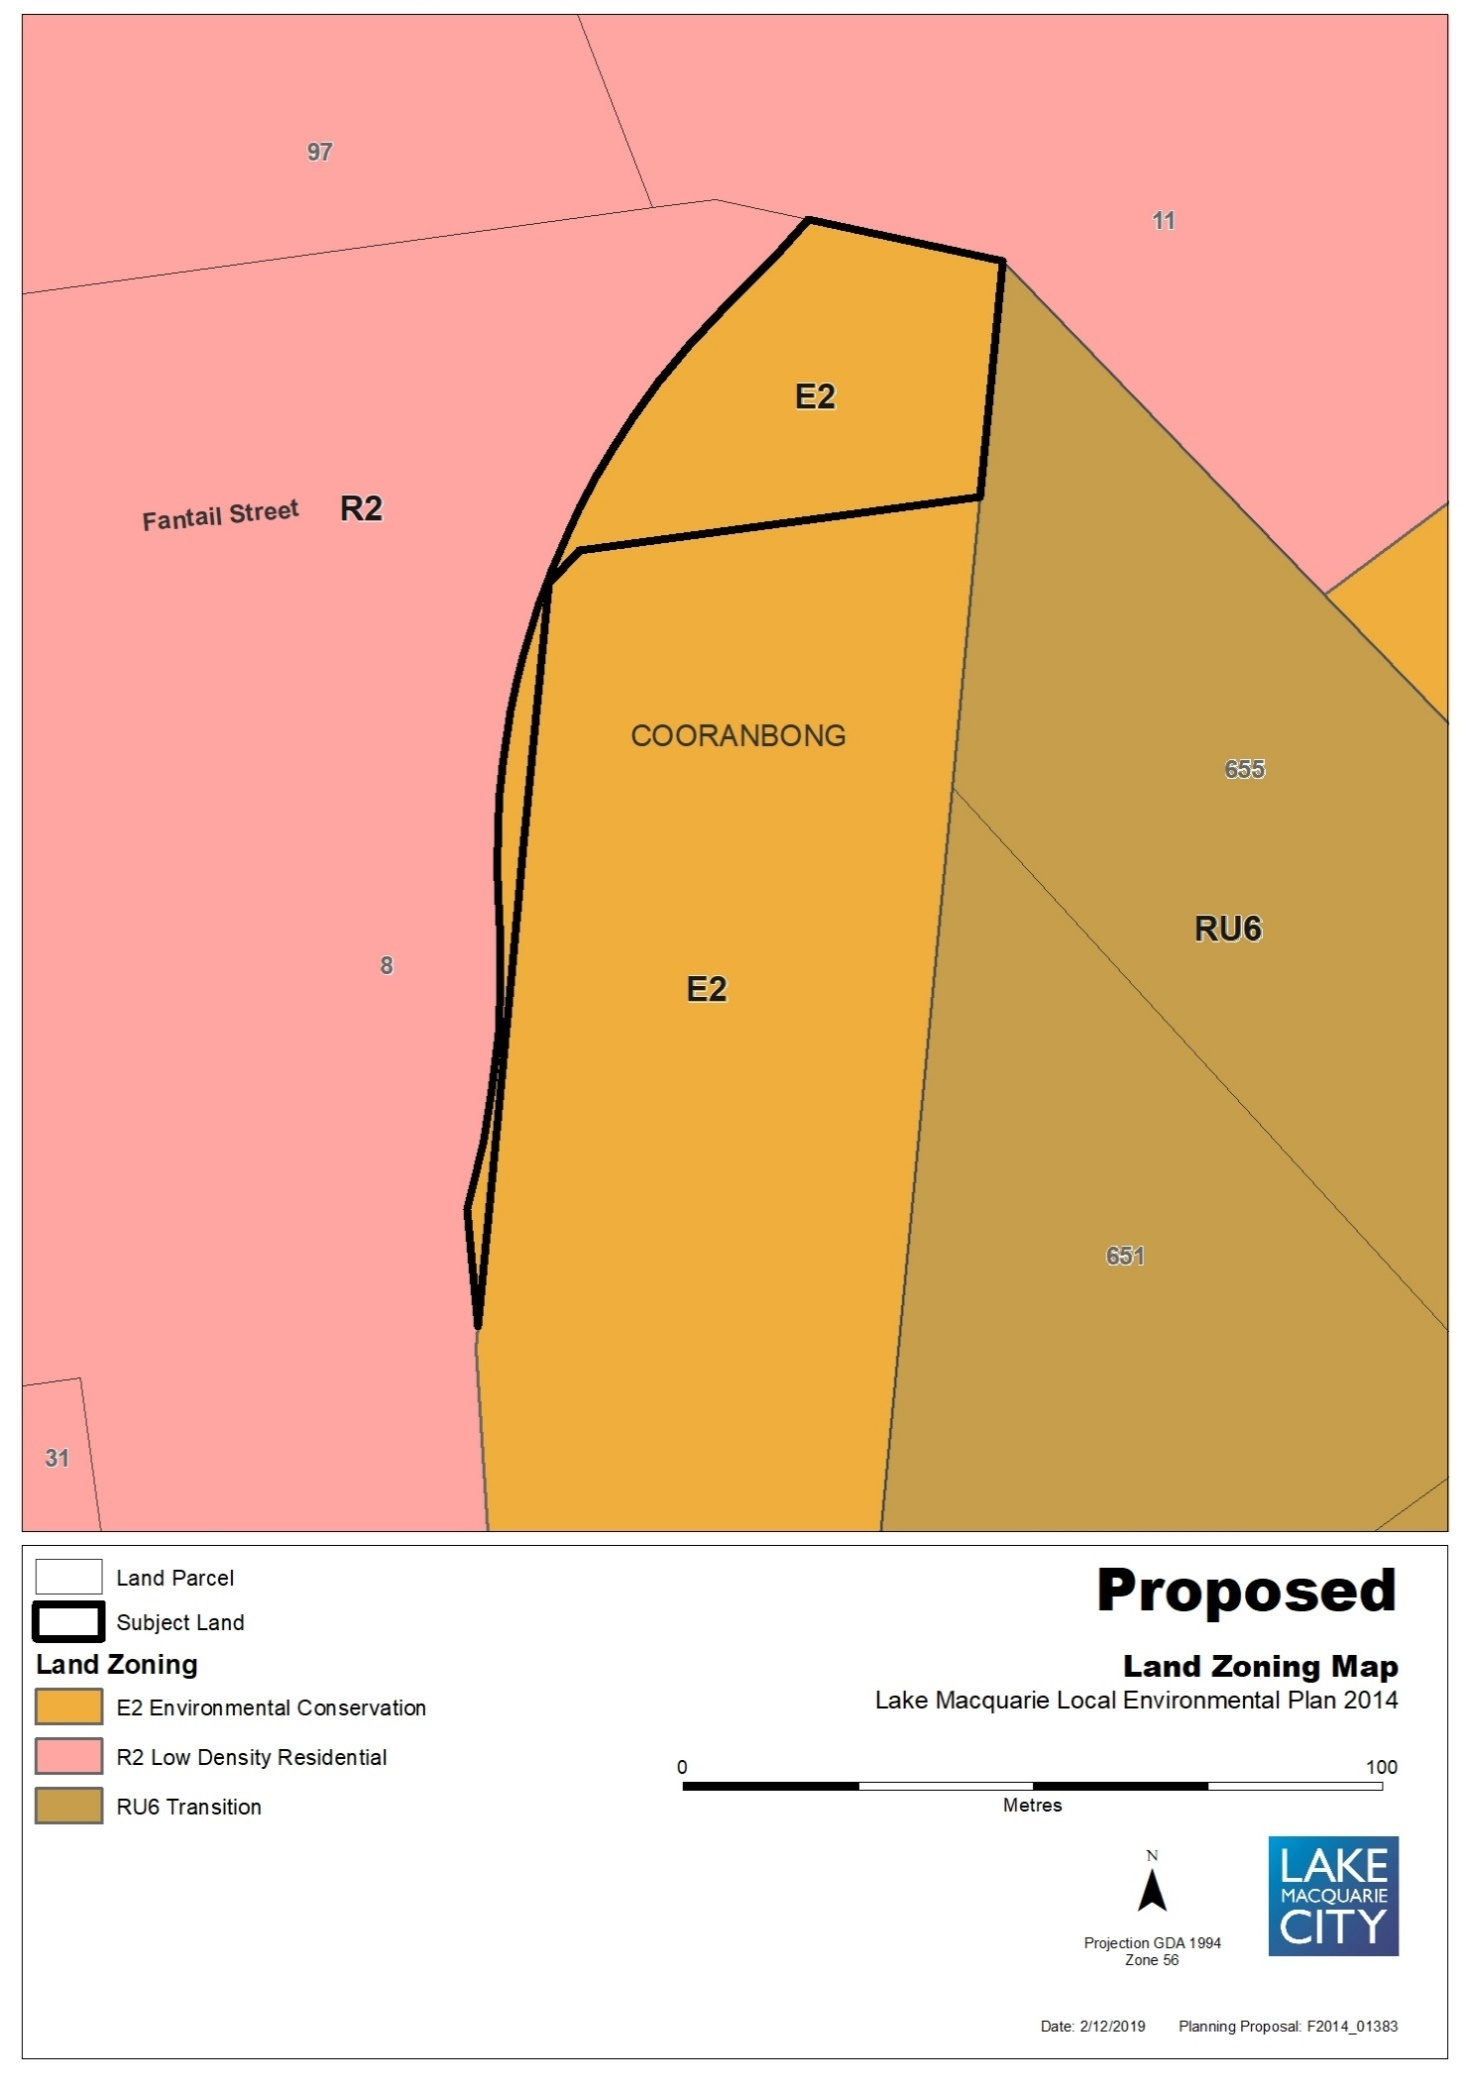 97
11
E2
Fantail Street R2
COORANBONG
655
RU6
8
E2
651
31
Land Parcel
Subject Land
Land Zoning
E2 Environmental Conservation
R2 Low Density Residential
RU6 Transition
Proposed
Land Zoning Map
Lake Macquarie Local Environmental Plan 2014
0 100
Metres
N
Projection GDA 1994
Zone 56
LAKE
MACQUARIE
CITY
Date: 2/12/2019 Planning Proposal: F2014_01383